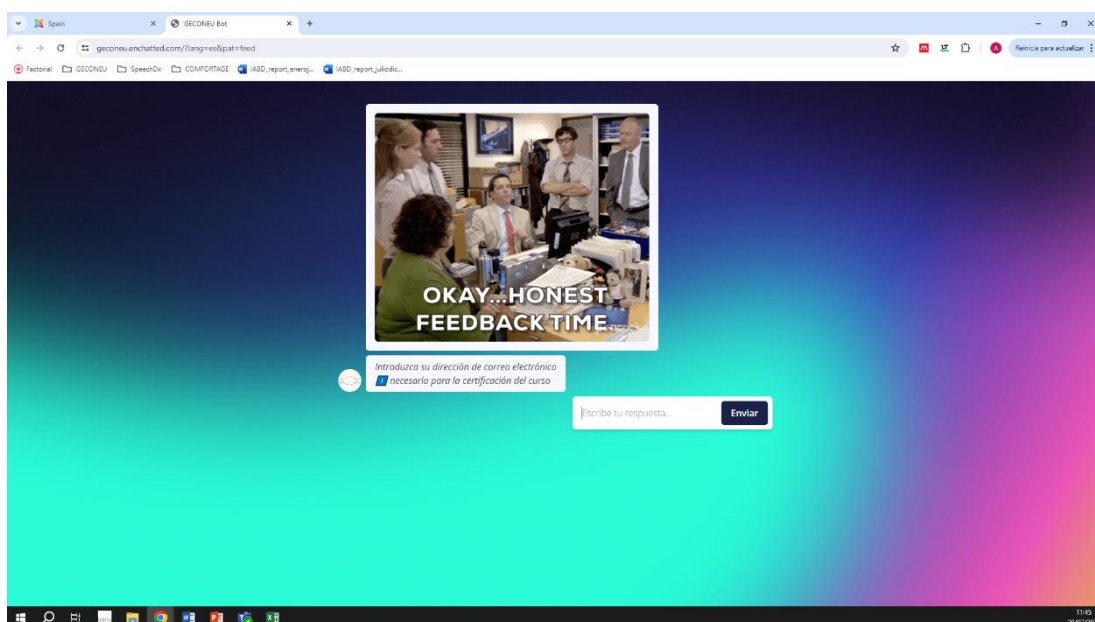 Spain
GECONEU Bot
geconeu.enchatted.com/?lang=es&pat=feed
Reinicie para actualizar
Factorial
GECONEU
SpeechDx
COMFORTAGE
IABD_report_energj...
IABD_report_juliodic...
OKAY...HONEST
FEEDBACK TIME.
Introduzca su dirección de correo electrónico
necesario para la certificación del curso
Escribe tu respuesta...
Enviar
11:45